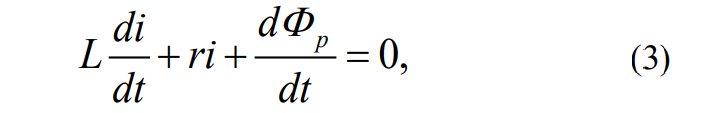 L di/dt + ri + dΦ_p/dt = 0, (3)